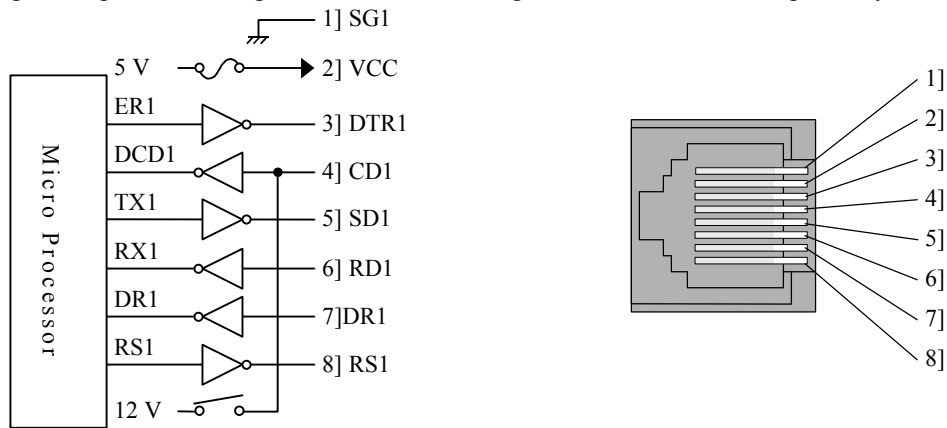 1] SG1
5 V
2] VCC
ER1
3] DTR1
DCD1
4] CD1
TX1
5] SD1
RX1
6] RD1
DR1
7]DR1
RS1
8] RS1
12 V
Micro Processor
1]
2]
3]
4]
5]
6]
7]
8]